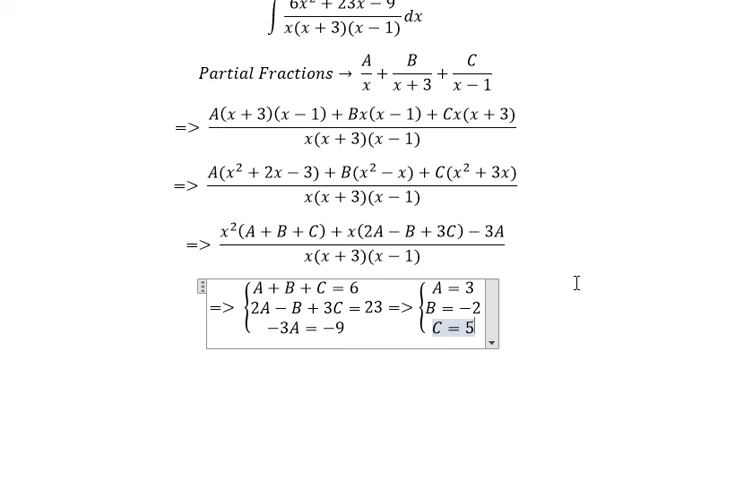 ∫ 6x² + 23x − 9 / x(x + 3)(x − 1) dx
Partial Fractions → A/x + B/(x + 3) + C/(x − 1)
=> A(x + 3)(x − 1) + Bx(x − 1) + Cx(x + 3) / x(x + 3)(x − 1)
=> A(x² + 2x − 3) + B(x² − x) + C(x² + 3x) / x(x + 3)(x − 1)
=> x²(A + B + C) + x(2A − B + 3C) − 3A / x(x + 3)(x − 1)
=> { A + B + C = 6 2A − B + 3C = 23 −3A = −9 => { A = 3 B = −2 C = 5